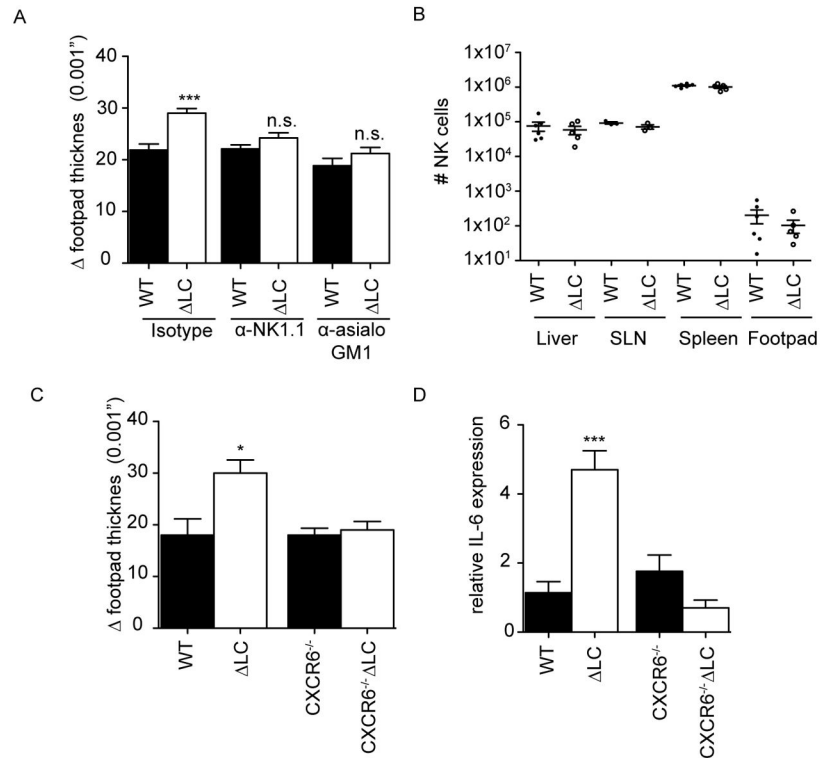 A
Δ footpad thicknes (0.001”)
40
30
20
10
0
***
n.s.
n.s.
WT
ΔLC
WT
ΔLC
WT
ΔLC
Isotype
α-NK1.1
α-asialo
GM1
B
# NK cells
1x10⁷
1x10⁶
1x10⁵
1x10⁴
1x10³
1x10²
1x10¹
WT
ΔLC
WT
ΔLC
WT
ΔLC
WT
ΔLC
Liver
SLN
Spleen
Footpad
C
Δ footpad thicknes (0.001”)
40
30
20
10
0
*
WT
ΔLC
CXCR6⁻/⁻
CXCR6⁻/⁻ΔLC
D
relative IL-6 expression
6
4
2
0
***
WT
ΔLC
CXCR6⁻/⁻
CXCR6⁻/⁻ΔLC